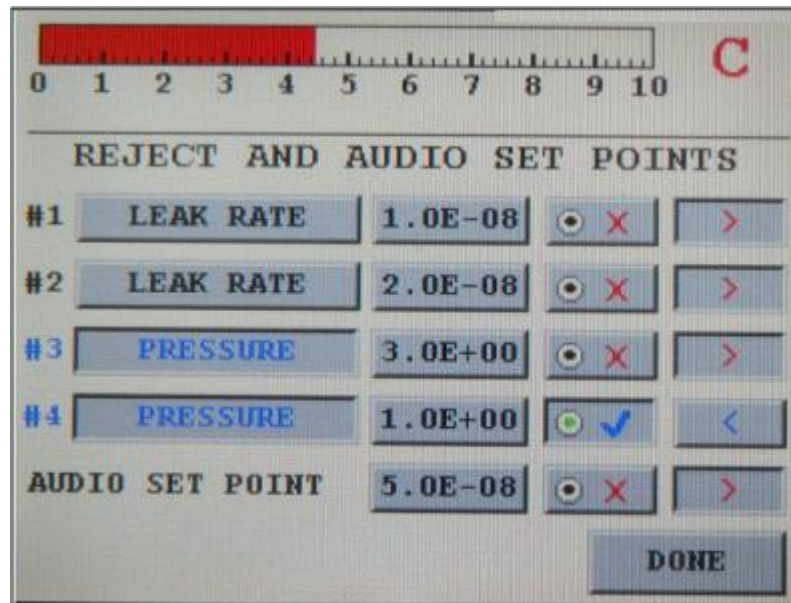 0 1 2 3 4 5 6 7 8 9 10 C
REJECT AND AUDIO SET POINTS
#1 LEAK RATE 1.0E-08 >
#2 LEAK RATE 2.0E-08 >
#3 PRESSURE 3.0E+00 >
#4 PRESSURE 1.0E+00 <
AUDIO SET POINT 5.0E-08 >
DONE